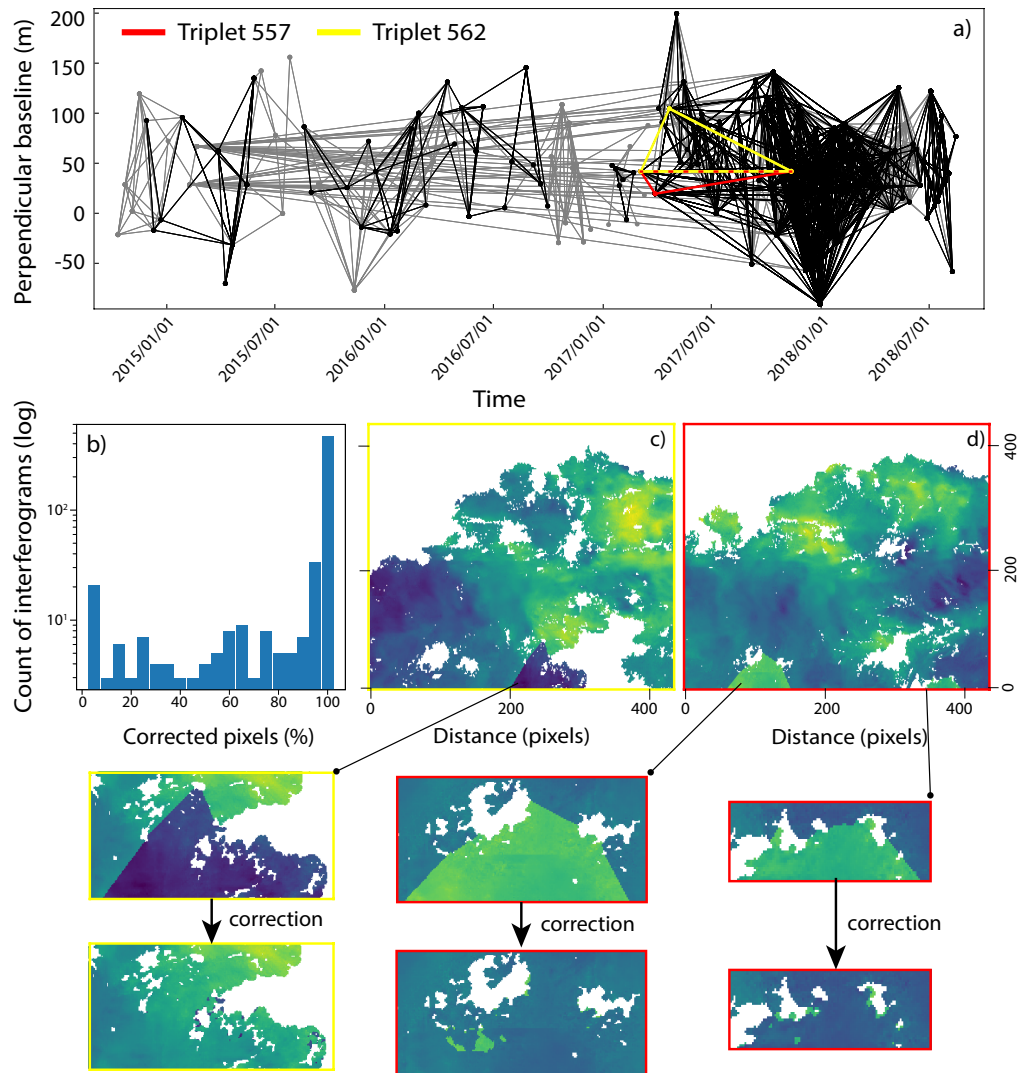 Triplet 557 Triplet 562 a)
Perpendicular baseline (m)
200
150
100
50
0
-50
2015/01/01 2015/07/01 2016/01/01 2016/07/01 2017/01/01 2017/07/01 2018/01/01 2018/07/01
Time
b) c) d)
Count of interferograms (log)
10²
10¹
0 20 40 60 80 100
Corrected pixels (%)
0 200 400
Distance (pixels)
400
200
0
0 200 400
Distance (pixels)
correction
correction
correction